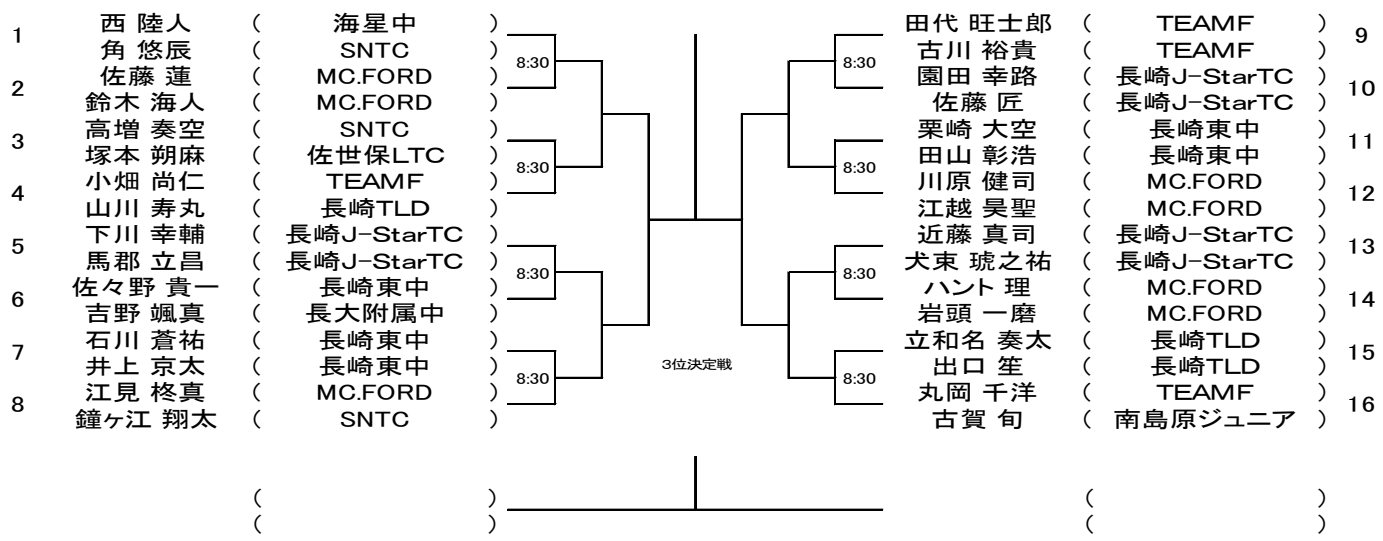 1 西 陸人 ( 海星中 )
角 悠辰 ( SNTC )
8:30
2 佐藤 蓮 ( MC.FORD )
鈴木 海人 ( MC.FORD )
3 高増 奏空 ( SNTC )
塚本 朔麻 ( 佐世保LTC )
8:30
4 小畑 尚仁 ( TEAMF )
山川 寿丸 ( 長崎TLD )
5 下川 幸輔 ( 長崎J-StarTC )
馬郡 立昌 ( 長崎J-StarTC )
8:30
6 佐々野 貴一 ( 長崎東中 )
吉野 颯真 ( 長大附属中 )
7 石川 蒼祐 ( 長崎東中 )
井上 京太 ( 長崎東中 )
8:30
8 江見 柊真 ( MC.FORD )
鐘ヶ江 翔太 ( SNTC )
3位決定戦
田代 旺士郎 ( TEAMF ) 9
古川 裕貴 ( TEAMF )
8:30
園田 幸路 ( 長崎J-StarTC ) 10
佐藤 匠 ( 長崎J-StarTC )
栗崎 大空 ( 長崎東中 ) 11
田山 彰浩 ( 長崎東中 )
8:30
川原 健司 ( MC.FORD ) 12
江越 昊聖 ( MC.FORD )
近藤 真司 ( 長崎J-StarTC ) 13
犬束 琥之祐 ( 長崎J-StarTC )
8:30
ハント 理 ( MC.FORD ) 14
岩頭 一磨 ( MC.FORD )
立和名 奏太 ( 長崎TLD ) 15
出口 笙 ( 長崎TLD )
8:30
丸岡 千洋 ( TEAMF ) 16
古賀 旬 ( 南島原ジュニア )
( ) ( )
( ) ( )